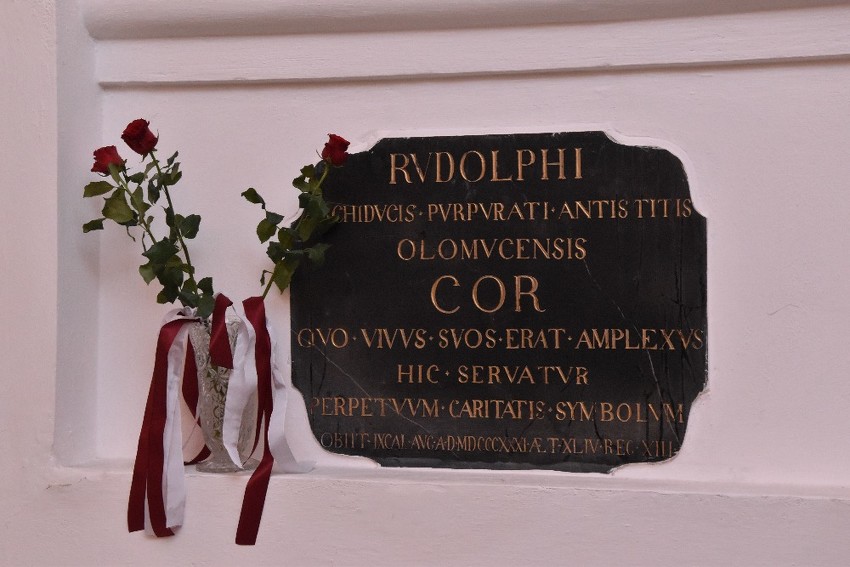 RVDOLPHI
CHIDVCIS · PVRPVRATI · ANTISTITIS
OLOMVCENSIS
COR
QVO · VIVVS · SVOS · ERAT · AMPLEXVS
HIC · SERVATVR
PERPETVVM · CARITATIS · SYMBOLVM
OBIIT · IN CAL · AVG · A · D · MDCCCXXXI · ÆT · XLIV · REG · XIII